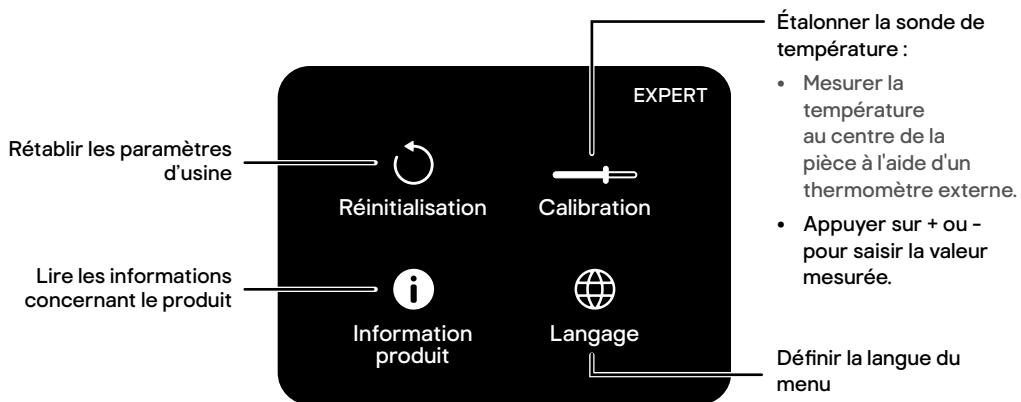 Étalonner la sonde de
température :
• Mesurer la
température
au centre de la
pièce à l'aide d'un
thermomètre externe.
• Appuyer sur + ou -
pour saisir la valeur
mesurée.
EXPERT
Rétablir les paramètres
d'usine
Réinitialisation
Calibration
Lire les informations
concernant le produit
Information
produit
Langage
Définir la langue du
menu